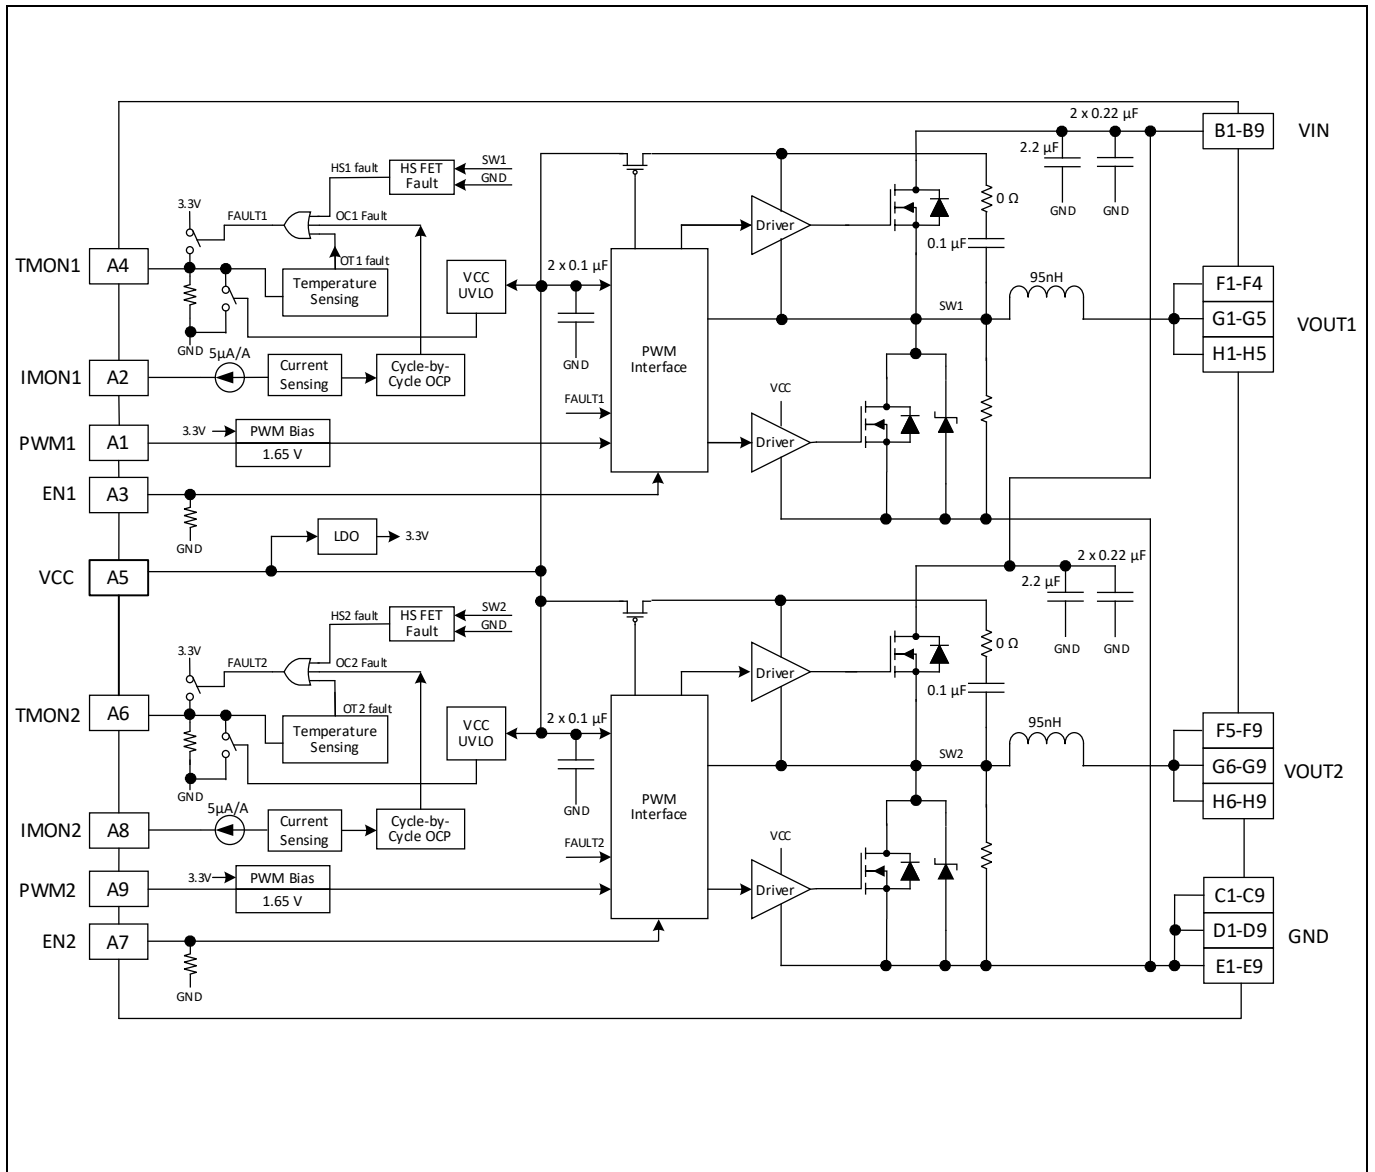 2 x 0.22 µF
B1-B9
VIN
2.2 µF
GND
GND
HS1 fault
HS FET
Fault
SW1
GND
3.3V
FAULT1
OC1 Fault
OT1 fault
Driver
0 Ω
0.1 µF
TMON1
A4
Temperature
Sensing
VCC
UVLO
2 x 0.1 µF
GND
GND
PWM
Interface
SW1
95nH
F1-F4
G1-G5
H1-H5
VOUT1
IMON1
A2
5µA/A
Current
Sensing
Cycle-by-
Cycle OCP
FAULT1
VCC
Driver
PWM1
A1
3.3V
PWM Bias
1.65 V
EN1
A3
GND
LDO
3.3V
VCC
A5
2 x 0.22 µF
2.2 µF
GND
GND
HS2 fault
HS FET
Fault
SW2
GND
3.3V
FAULT2
OC2 Fault
OT2 fault
Driver
0 Ω
0.1 µF
TMON2
A6
Temperature
Sensing
VCC
UVLO
2 x 0.1 µF
GND
GND
PWM
Interface
SW2
95nH
F5-F9
G6-G9
H6-H9
VOUT2
IMON2
A8
5µA/A
Current
Sensing
Cycle-by-
Cycle OCP
FAULT2
VCC
Driver
PWM2
A9
3.3V
PWM Bias
1.65 V
EN2
A7
GND
C1-C9
D1-D9
E1-E9
GND